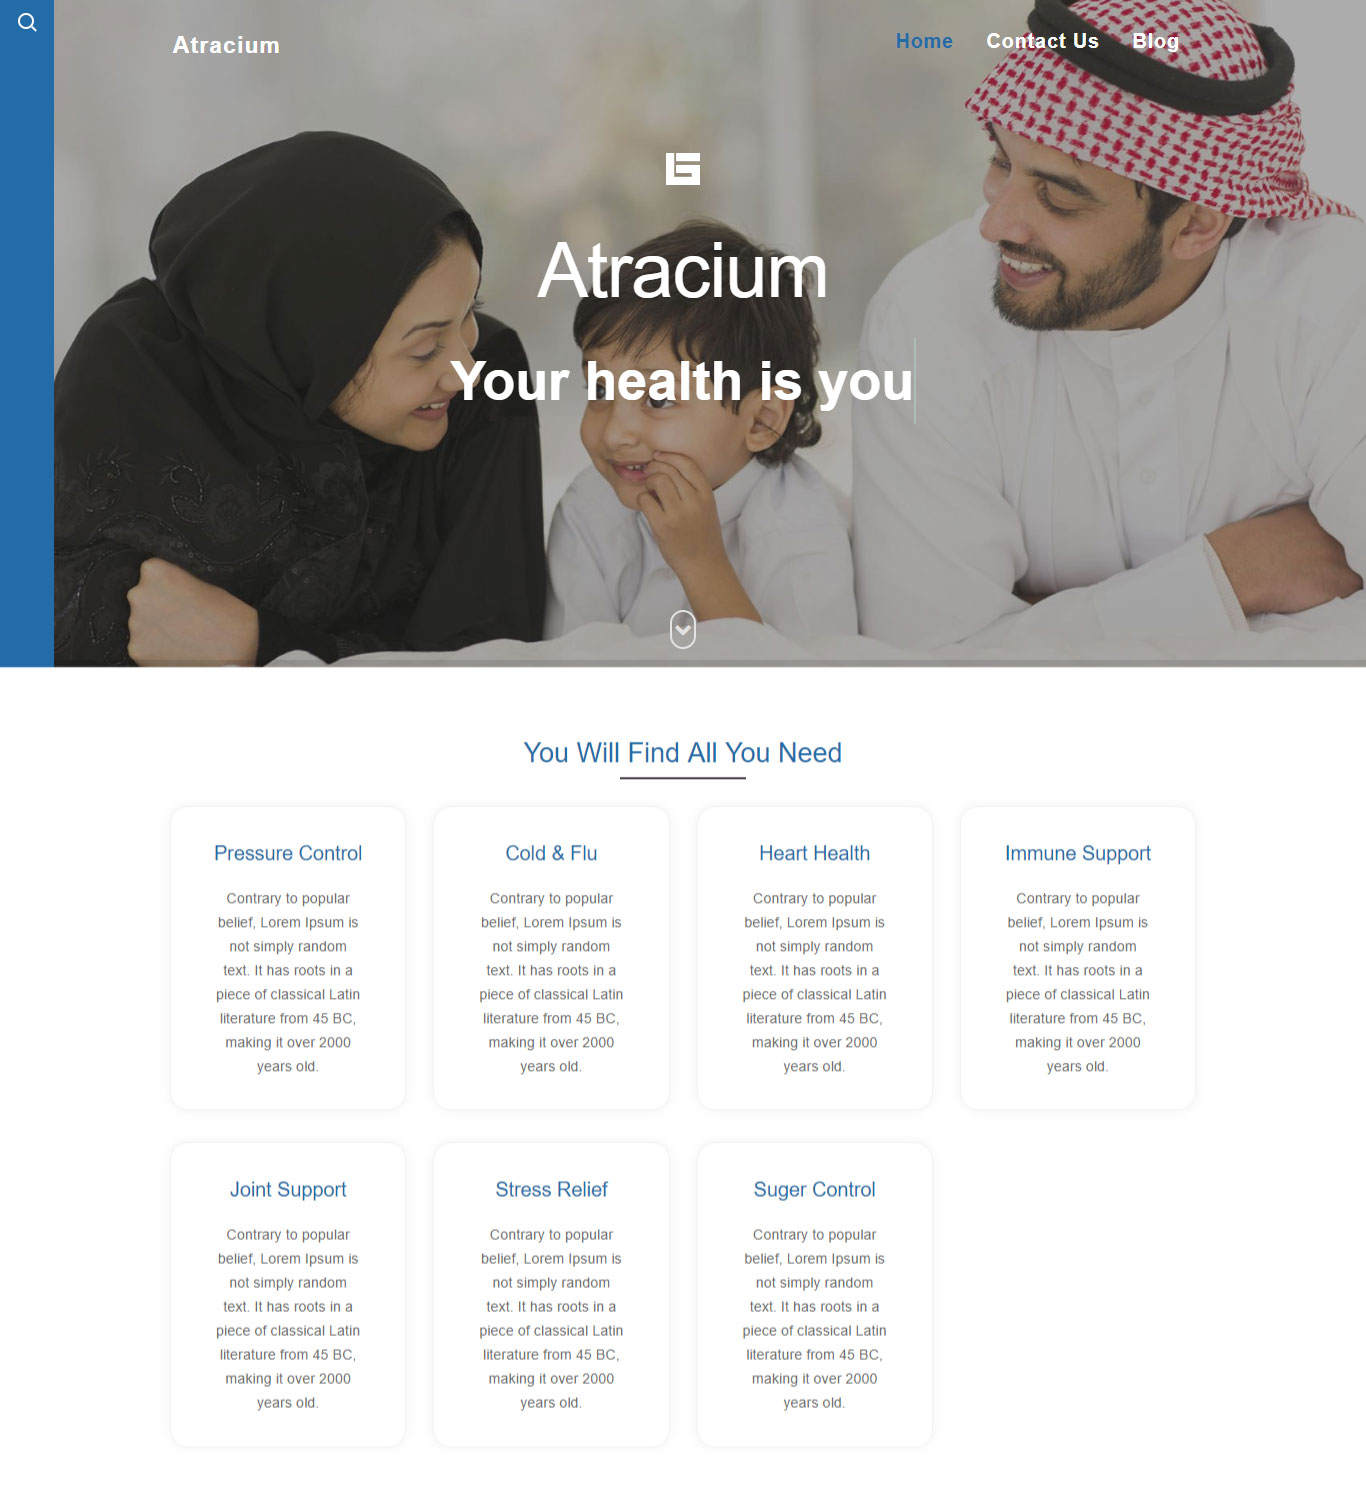 Atracium
Home Contact Us Blog
Atracium
Your health is you
You Will Find All You Need
Pressure Control
Contrary to popular
belief, Lorem Ipsum is
not simply random
text. It has roots in a
piece of classical Latin
literature from 45 BC,
making it over 2000
years old.
Cold & Flu
Contrary to popular
belief, Lorem Ipsum is
not simply random
text. It has roots in a
piece of classical Latin
literature from 45 BC,
making it over 2000
years old.
Heart Health
Contrary to popular
belief, Lorem Ipsum is
not simply random
text. It has roots in a
piece of classical Latin
literature from 45 BC,
making it over 2000
years old.
Immune Support
Contrary to popular
belief, Lorem Ipsum is
not simply random
text. It has roots in a
piece of classical Latin
literature from 45 BC,
making it over 2000
years old.
Joint Support
Contrary to popular
belief, Lorem Ipsum is
not simply random
text. It has roots in a
piece of classical Latin
literature from 45 BC,
making it over 2000
years old.
Stress Relief
Contrary to popular
belief, Lorem Ipsum is
not simply random
text. It has roots in a
piece of classical Latin
literature from 45 BC,
making it over 2000
years old.
Suger Control
Contrary to popular
belief, Lorem Ipsum is
not simply random
text. It has roots in a
piece of classical Latin
literature from 45 BC,
making it over 2000
years old.